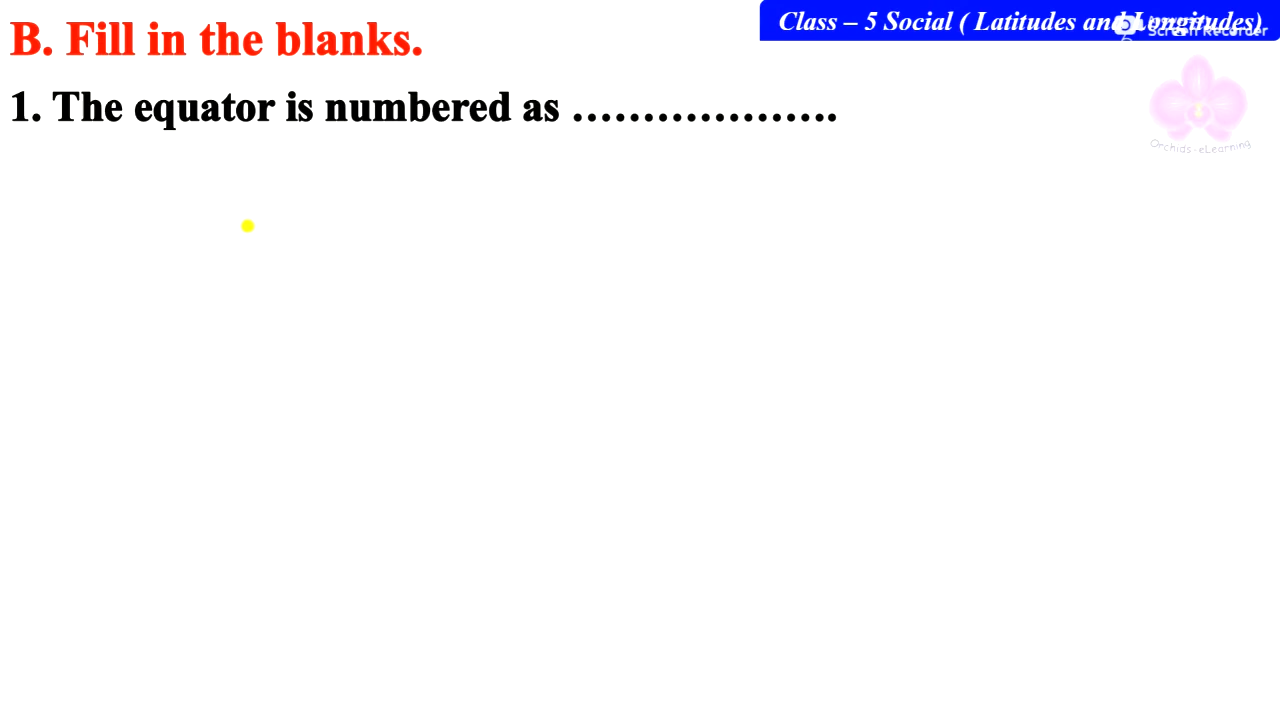 Class – 5 Social ( Latitudes and Longitudes)
Screen Recorder
B. Fill in the blanks.
1. The equator is numbered as ………………..
Orchids - eLearning